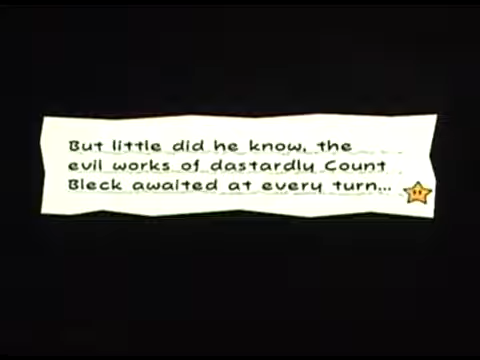 But little did he know, the
evil works of dastardly Count
Bleck awaited at every turn...